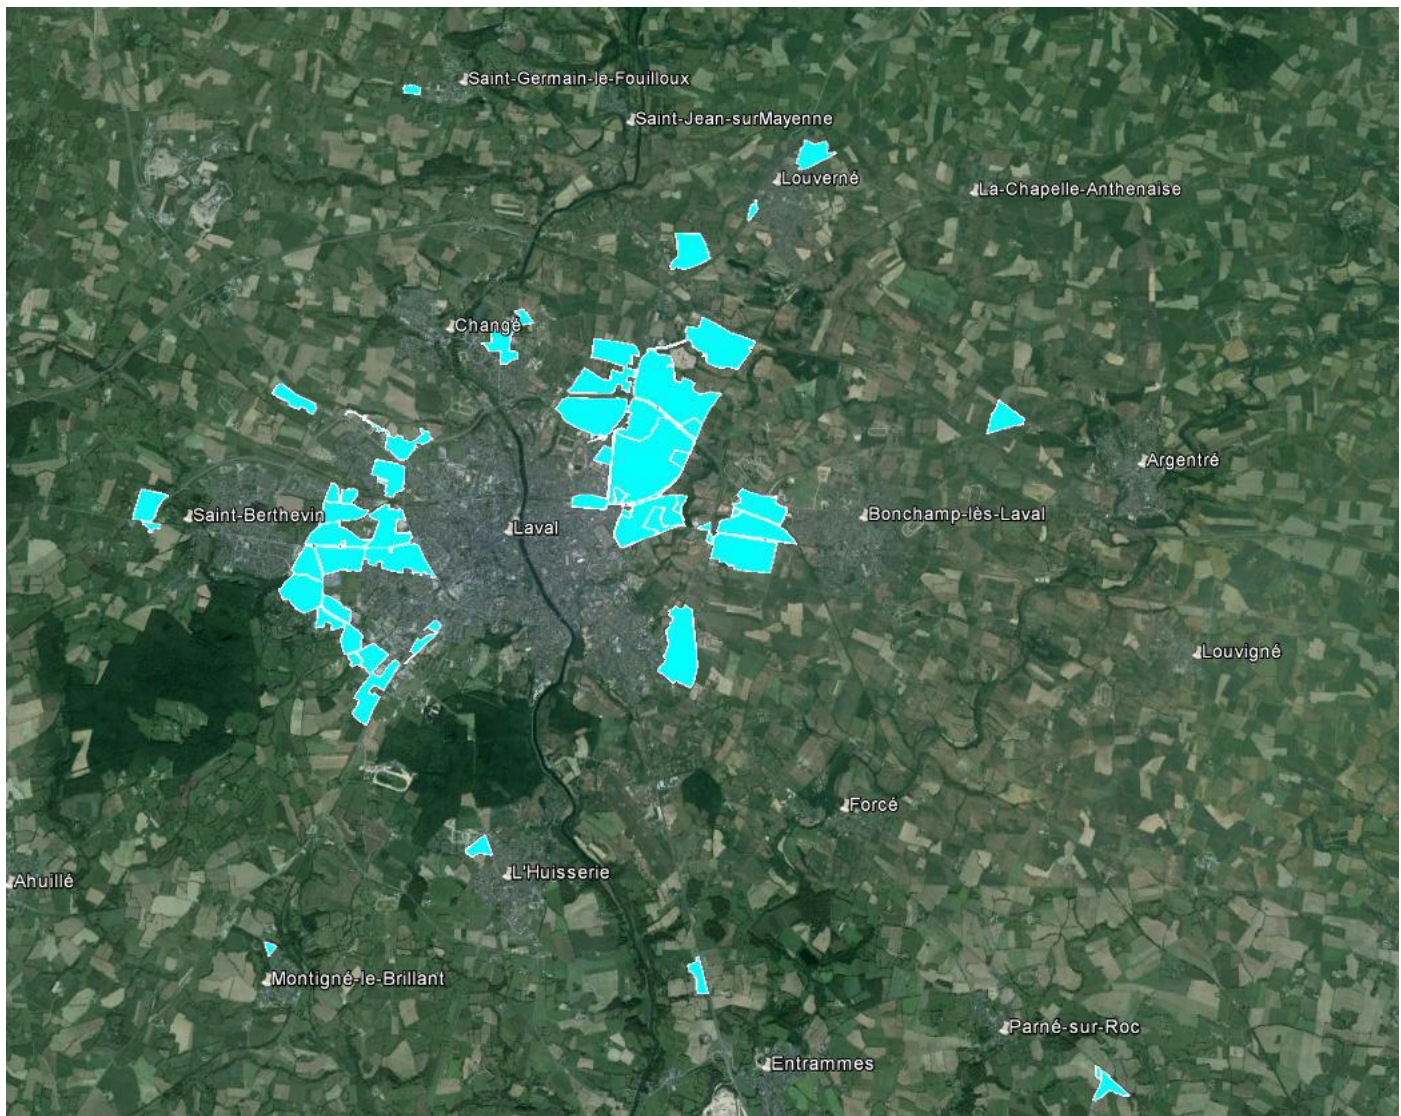 Saint-Germain-le-Fouilloux
Saint-Jean-surMayenne
Louverné
La-Chapelle-Anthenaise
Changé
Argentré
Saint-Berthevin
Laval
Bonchamp-lès-Laval
Louvigné
Forcé
L'Huisserie
Ahuillé
Montigné-le-Brillant
Parné-sur-Roc
Entrammes